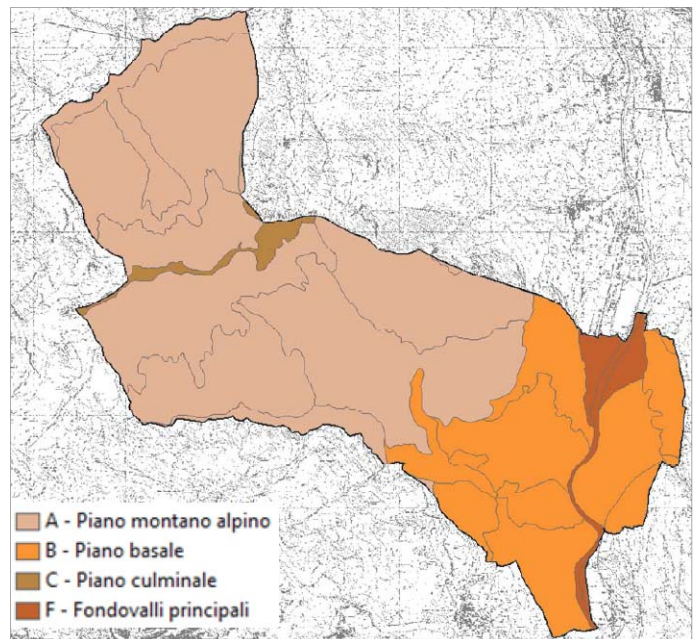 A - Piano montano alpino
B - Piano basale
C - Piano culminale
F - Fondovalli principali